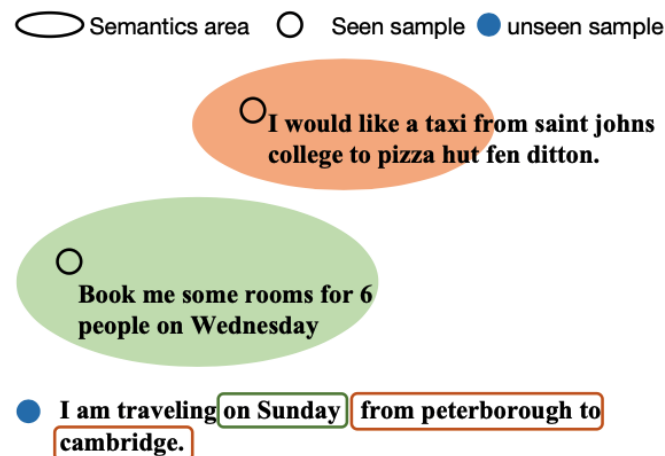 Semantics area Seen sample unseen sample
I would like a taxi from saint johns
college to pizza hut fen ditton.
Book me some rooms for 6
people on Wednesday
I am traveling on Sunday from peterborough to
cambridge.